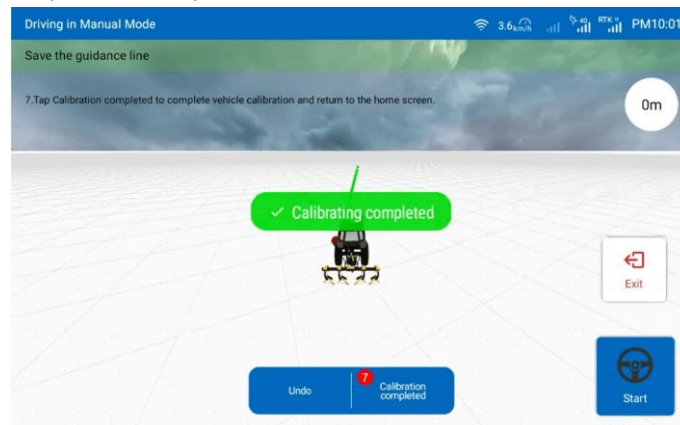 Driving in Manual Mode 3.6km/h 40 RTK PM10:01
Save the guidance line
7.Tap Calibration completed to complete vehicle calibration and return to the home screen.
0m
Calibrating completed
Exit
Undo
7
Calibration
completed
Start